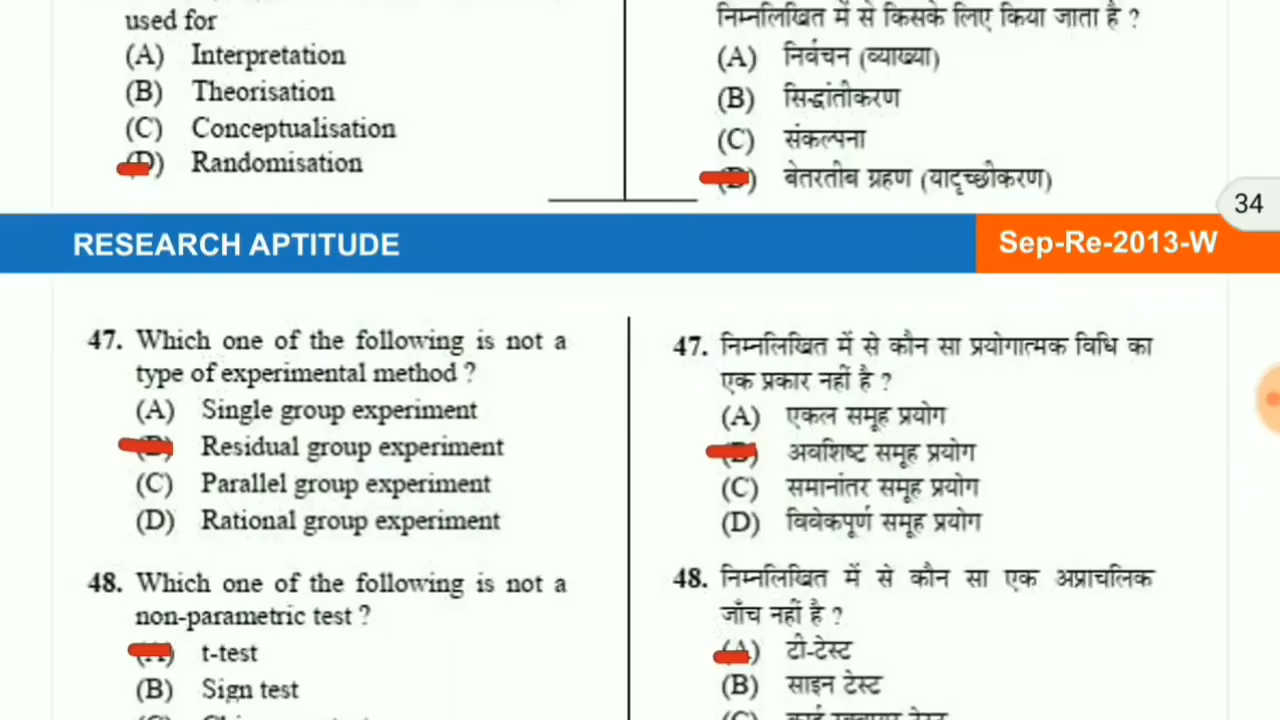 used for
(A) Interpretation
(B) Theorisation
(C) Conceptualisation
(D) Randomisation
निम्नलिखित में से किसके लिए किया जाता है ?
(A) निर्वचन (व्याख्या)
(B) सिद्धांतीकरण
(C) संकल्पना
(D) बेतरतीब ग्रहण (यादृच्छीकरण)
34
RESEARCH APTITUDE
Sep-Re-2013-W
47. Which one of the following is not a
type of experimental method ?
(A) Single group experiment
(B) Residual group experiment
(C) Parallel group experiment
(D) Rational group experiment
48. Which one of the following is not a
non-parametric test ?
(A) t-test
(B) Sign test
47. निम्नलिखित में से कौन सा प्रयोगात्मक विधि का
एक प्रकार नहीं है ?
(A) एकल समूह प्रयोग
(B) अवशिष्ट समूह प्रयोग
(C) समानांतर समूह प्रयोग
(D) विवेकपूर्ण समूह प्रयोग
48. निम्नलिखित में से कौन सा एक अप्राचलिक
जाँच नहीं है ?
(A) टी-टेस्ट
(B) साइन टेस्ट